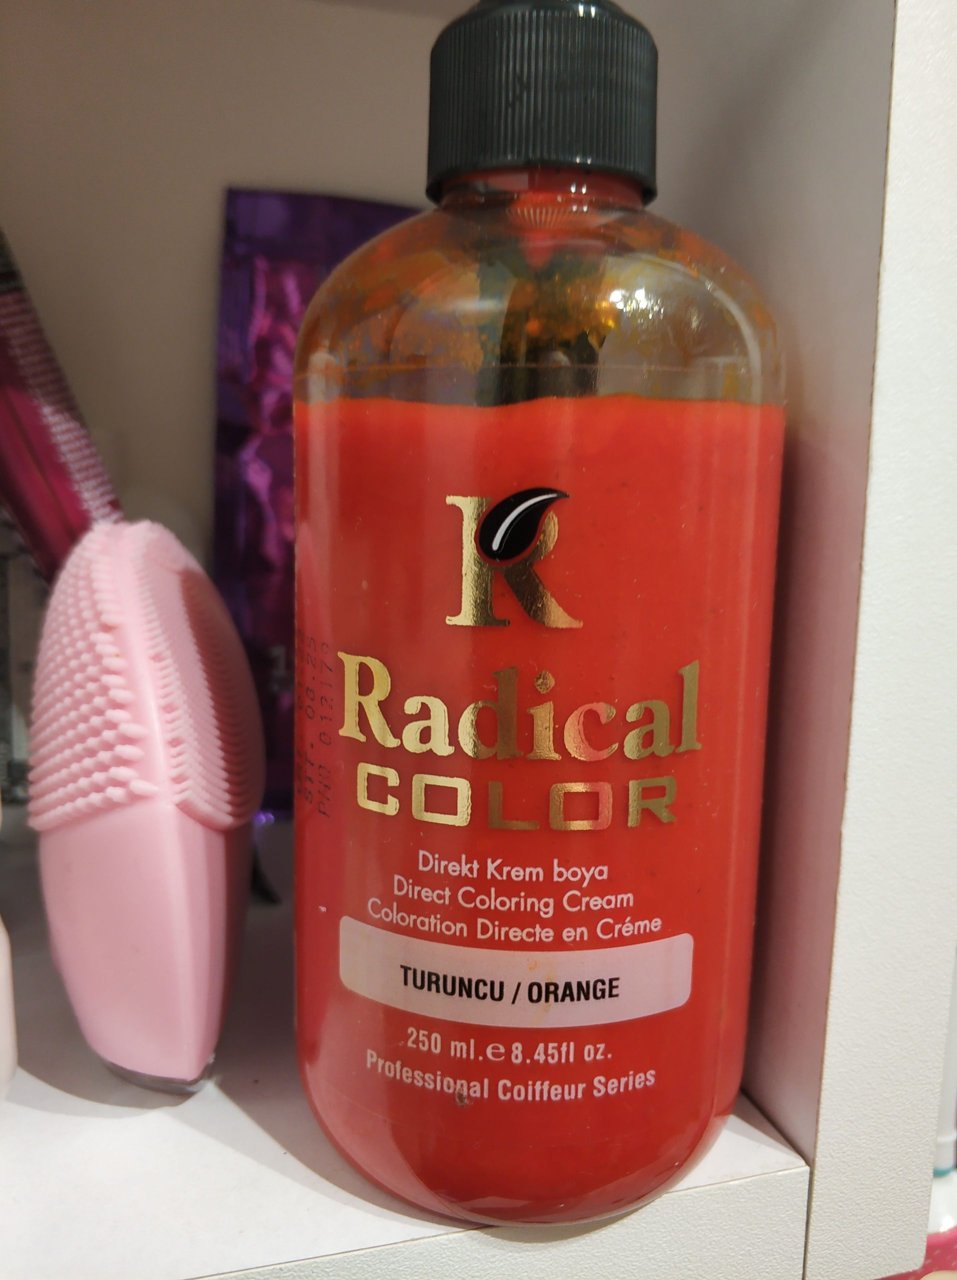 R
Radical
COLOR
Direkt Krem boya
Direct Coloring Cream
Coloration Directe en Créme
TURUNCU / ORANGE
250 ml.e 8.45fl oz.
Professional Coiffeur Series